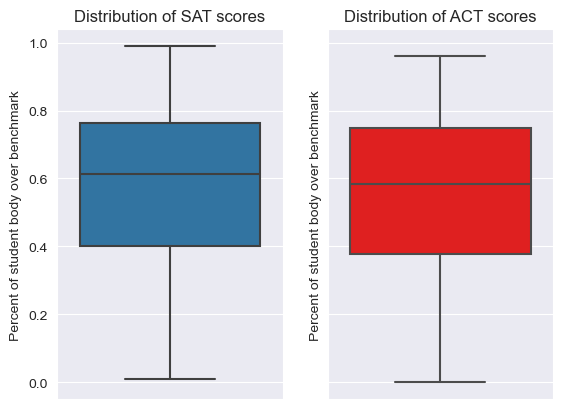 Distribution of SAT scores
Distribution of ACT scores
Percent of student body over benchmark
1.0
0.8
0.6
0.4
0.2
0.0
Percent of student body over benchmark